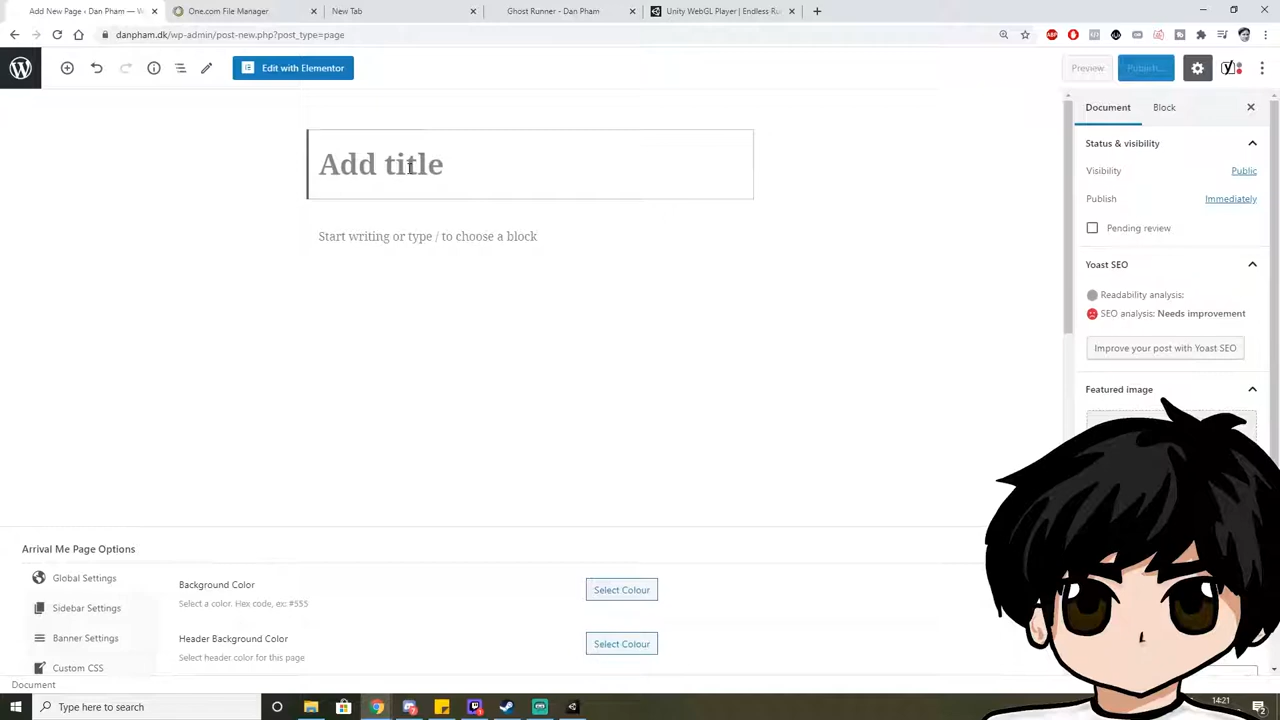 Add New Page ‹ Dan Pham — Wo
One.com File Manager
New Tab
Ghost Runner - Dan Pham
Unity WebGL Player | Endless Ru
danpham.dk/wp-admin/post-new.php?post_type=page
Edit with Elementor
Preview
Publish...
Document
Block
Add title
Start writing or type / to choose a block
Status & visibility
Visibility
Public
Publish
Immediately
Pending review
Yoast SEO
Readability analysis:
SEO analysis: Needs improvement
Improve your post with Yoast SEO
Featured image
Arrival Me Page Options
Global Settings
Sidebar Settings
Banner Settings
Custom CSS
Background Color
Select a color. Hex code, ex: #555
Select Colour
Header Background Color
Select header color for this page
Select Colour
Document
Type here to search
14:21